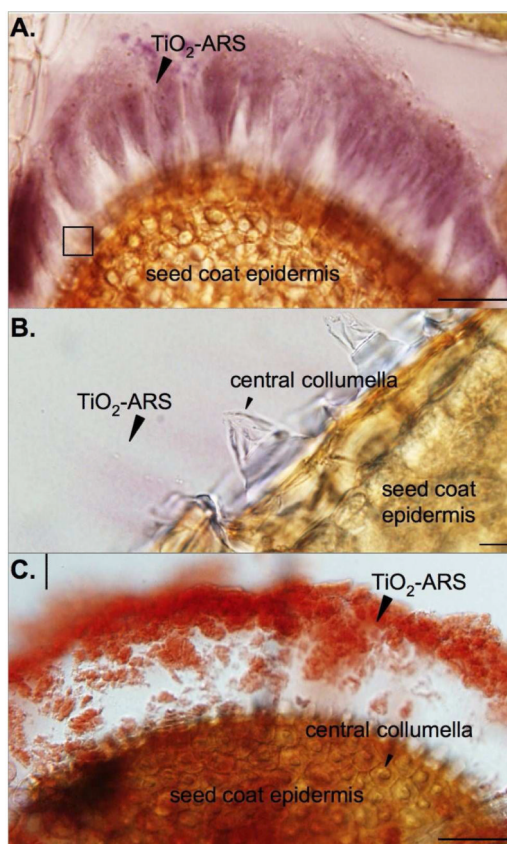 A.
TiO₂-ARS
seed coat epidermis
B.
central collumella
TiO₂-ARS
seed coat
epidermis
C.
TiO₂-ARS
central collumella
seed coat epidermis